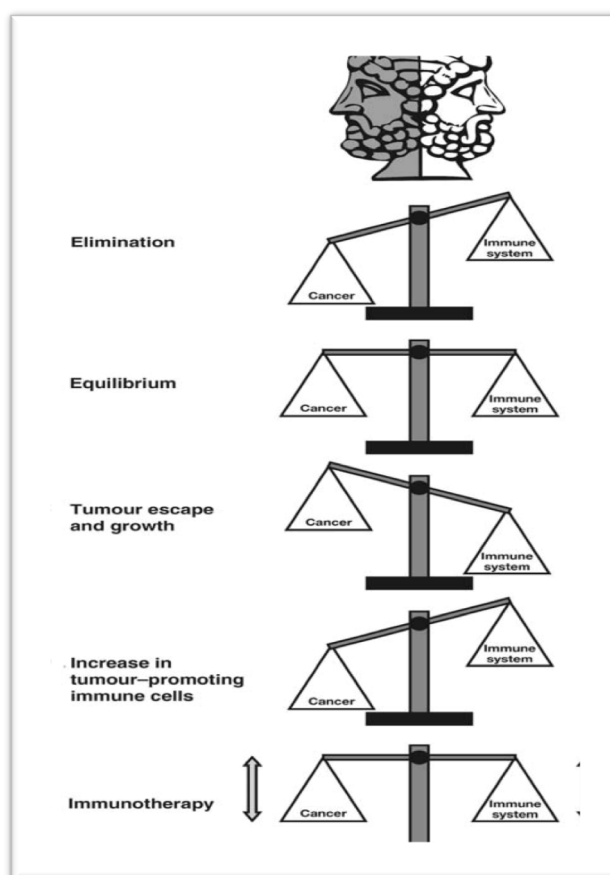 Elimination
Immune
system
Cancer
Equilibrium
Cancer
Immune
system
Tumour escape
and growth
Cancer
Immune
system
Increase in
tumour–promoting
immune cells
Immune
system
Cancer
Immunotherapy
Cancer
Immune
system